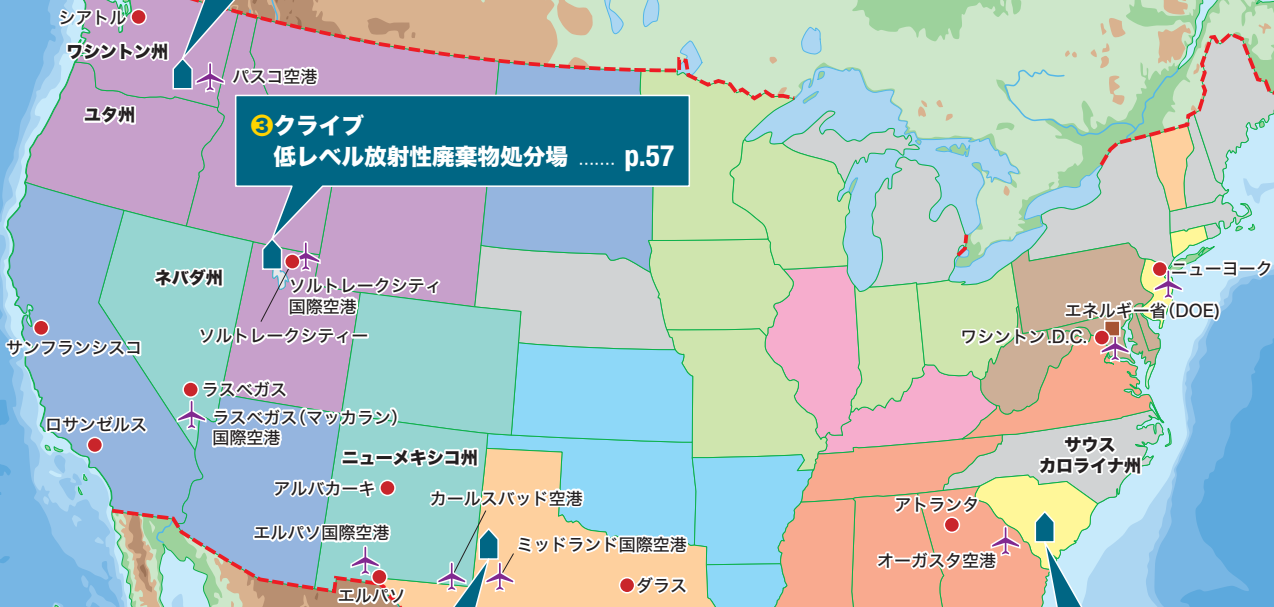 シアトル
ワシントン州
パスコ空港
ユタ州
❸クライブ
低レベル放射性廃棄物処分場 ....... p.57
ネバダ州
ソルトレークシティ
国際空港
ソルトレークシティー
サンフランシスコ
ラスベガス
ラスベガス(マッカラン)
国際空港
ロサンゼルス
ニューメキシコ州
アルバカーキ
カールスバッド空港
エルパソ国際空港
ミッドランド国際空港
エルパソ
ダラス
ニューヨーク
エネルギー省(DOE)
ワシントン.D.C.
サウス
カロライナ州
アトランタ
オーガスタ空港